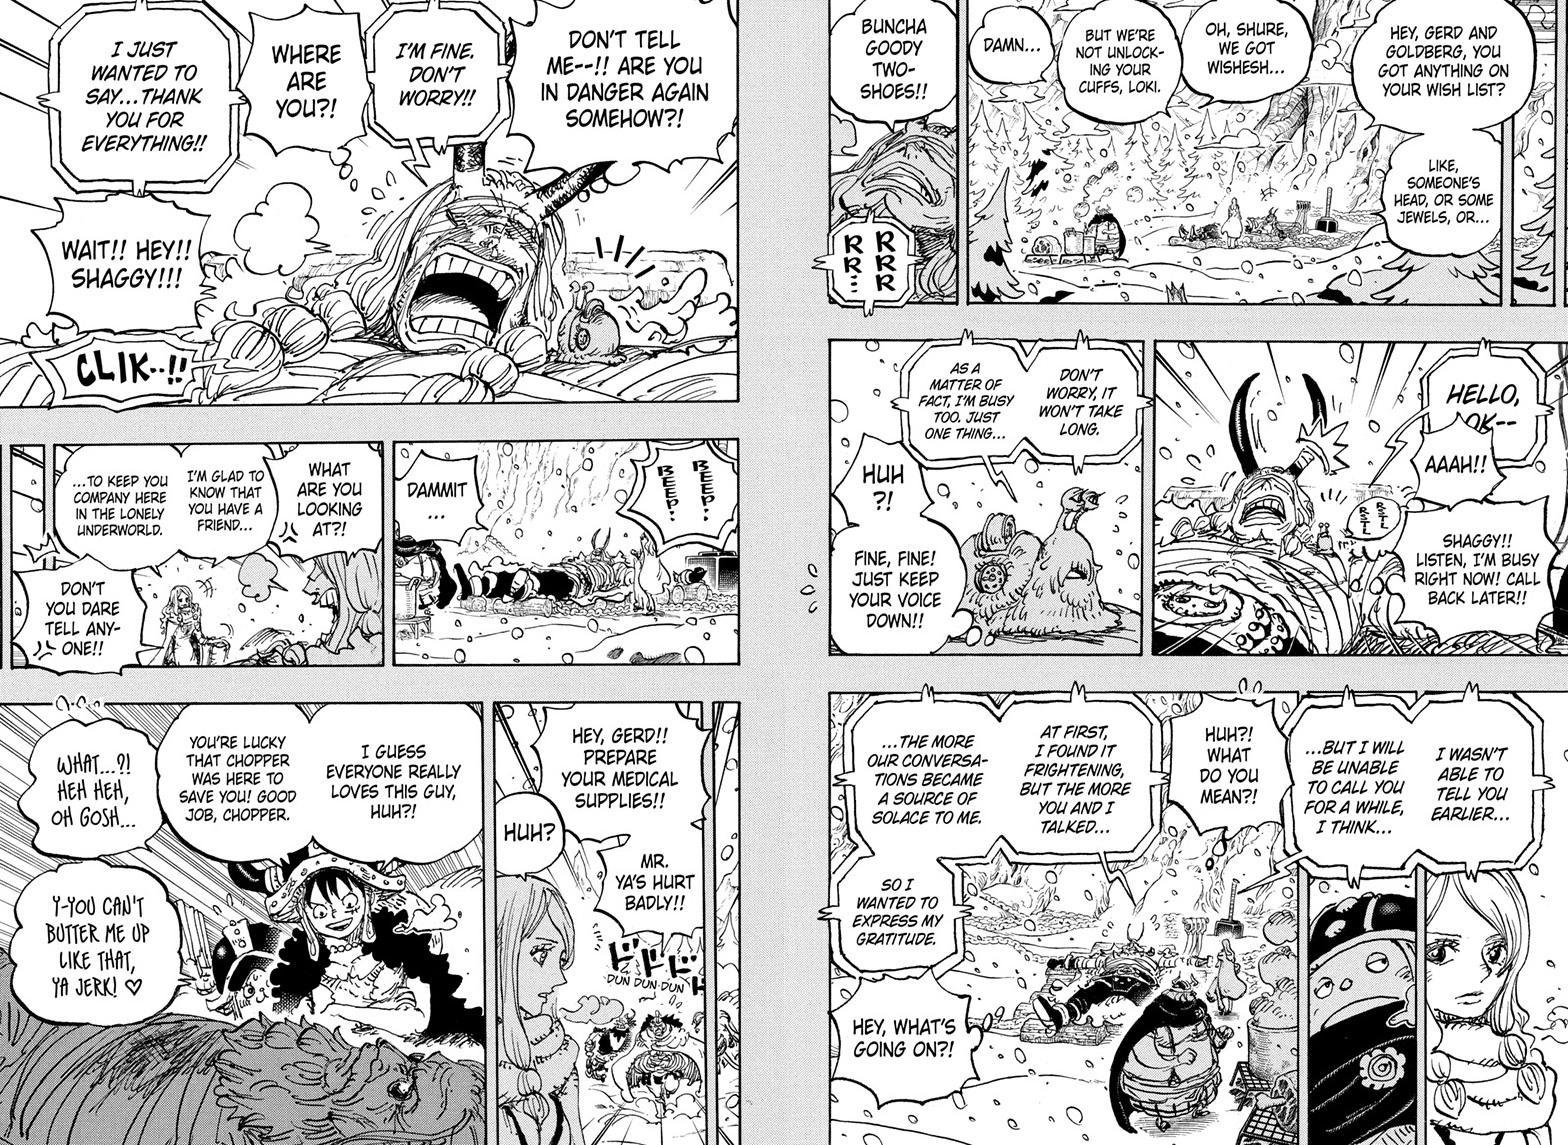 HEY, GERD AND
GOLDBERG, YOU
GOT ANYTHING ON
YOUR WISH LIST?
LIKE,
SOMEONE'S
HEAD, OR SOME
JEWELS, OR...
OH, SHURE,
WE GOT
WISHESH...
BUT WE'RE
NOT UNLOCK-
ING YOUR
CUFFS, LOKI.
DAMN...
BUNCHA
GOODY
TWO-
SHOES!!
RRR
RR...
HELLO,
OK--
AAAH!!
SHAGGY!!
LISTEN, I'M BUSY
RIGHT NOW! CALL
BACK LATER!!
DON'T
WORRY, IT
WON'T TAKE
LONG.
AS A
MATTER OF
FACT, I'M BUSY
TOO. JUST
ONE THING...
HUH
?!
FINE, FINE!
JUST KEEP
YOUR VOICE
DOWN!!
I WASN'T
ABLE TO
TELL YOU
EARLIER...
...BUT I WILL
BE UNABLE
TO CALL YOU
FOR A WHILE,
I THINK...
HUH?!
WHAT
DO YOU
MEAN?!
AT FIRST,
I FOUND IT
FRIGHTENING,
BUT THE MORE
YOU AND I
TALKED...
...THE MORE
OUR CONVERSA-
TIONS BECAME
A SOURCE OF
SOLACE TO ME.
SO I
WANTED TO
EXPRESS MY
GRATITUDE.
HEY, WHAT'S
GOING ON?!
DON'T TELL
ME--!! ARE YOU
IN DANGER AGAIN
SOMEHOW?!
I'M FINE.
DON'T
WORRY!!
WHERE
ARE
YOU?!
I JUST
WANTED TO
SAY...THANK
YOU FOR
EVERYTHING!!
WAIT!! HEY!!
SHAGGY!!!
CLIK--!!
BEEP..
BEEP..
DAMMIT
...
WHAT
ARE YOU
LOOKING
AT?!
I'M GLAD TO
KNOW THAT
YOU HAVE A
FRIEND...
...TO KEEP YOU
COMPANY HERE
IN THE LONELY
UNDERWORLD.
DON'T
YOU DARE
TELL ANY-
ONE!!
HEY, GERD!!
PREPARE
YOUR MEDICAL
SUPPLIES!!
MR.
YA'S HURT
BADLY!!
HUH?
ドドドド
DUN DUN DUN
I GUESS
EVERYONE REALLY
LOVES THIS GUY,
HUH?!
YOU'RE LUCKY
THAT CHOPPER
WAS HERE TO
SAVE YOU! GOOD
JOB, CHOPPER.
WHAT...?!
HEH HEH,
OH GOSH...
Y-YOU CAN'T
BUTTER ME UP
LIKE THAT,
YA JERK! ♡